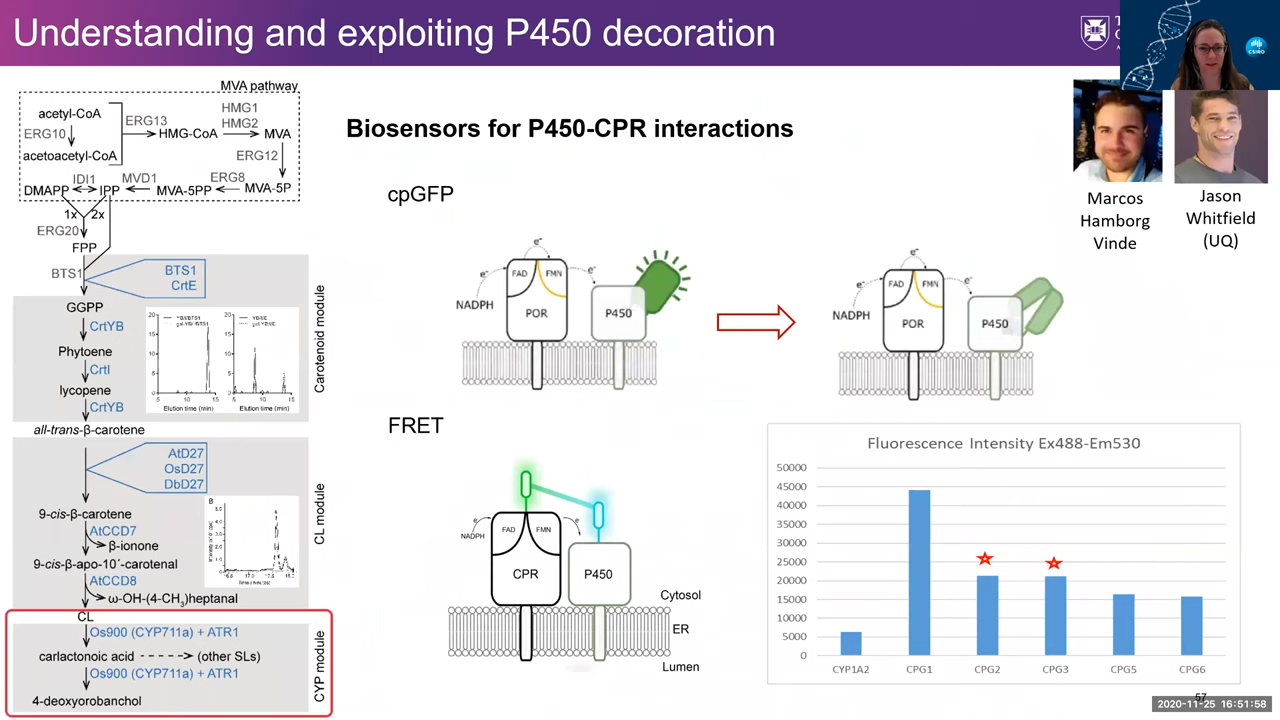 Understanding and exploiting P450 decoration
CSIRO
MVA pathway
acetyl-CoA
ERG10
acetoacetyl-CoA
ERG13
HMG-CoA
HMG1
HMG2
MVA
ERG12
DMAPP
IDI1
IPP
MVD1
MVA-5PP
ERG8
MVA-5P
1x
2x
ERG20
FPP
BTS1
BTS1
CrtE
GGPP
CrtYB
Phytoene
CrtI
lycopene
CrtYB
all-trans-β-carotene
Elution time (min)
Elution time (min)
Carotenoid module
AtD27
OsD27
DbD27
9-cis-β-carotene
AtCCD7
β-ionone
9-cis-β-apo-10´-carotenal
AtCCD8
ω-OH-(4-CH3)heptanal
CL
CL module
Os900 (CYP711a) + ATR1
carlactonoic acid
(other SLs)
Os900 (CYP711a) + ATR1
4-deoxyorobanchol
CYP module
Biosensors for P450-CPR interactions
cpGFP
NADPH
e-
e-
e-
FAD
FMN
POR
P450
NADPH
e-
e-
e-
FAD
FMN
POR
P450
FRET
NADPH
e
e
FAD
FMN
CPR
P450
Cytosol
ER
Lumen
Marcos
Hamborg
Vinde
Jason
Whitfield
(UQ)
Fluorescence Intensity Ex488-Em530
50000
45000
40000
35000
30000
25000
20000
15000
10000
5000
0
CYP1A2
CPG1
CPG2
CPG3
CPG5
CPG6
57
2020-11-25 16:51:58